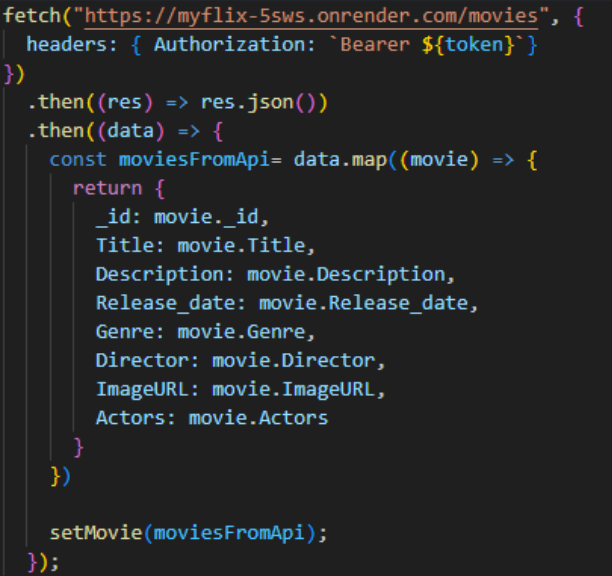 fetch("https://myflix-5sws.onrender.com/movies", {
  headers: { Authorization: `Bearer ${token}`}
})
  .then((res) => res.json())
  .then((data) => {
    const moviesFromApi= data.map((movie) => {
      return {
        _id: movie._id,
        Title: movie.Title,
        Description: movie.Description,
        Release_date: movie.Release_date,
        Genre: movie.Genre,
        Director: movie.Director,
        ImageURL: movie.ImageURL,
        Actors: movie.Actors
      }
    })
    setMovie(moviesFromApi);
  });